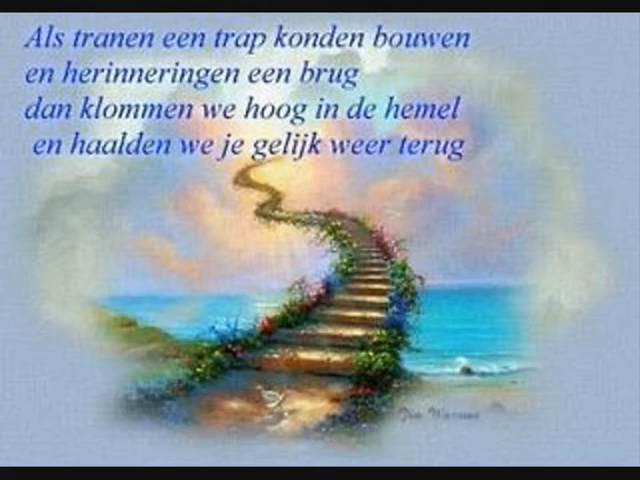 Als tranen een trap konden bouwen
en herinneringen een brug
dan klommen we hoog in de hemel
en haalden we je gelijk weer terug